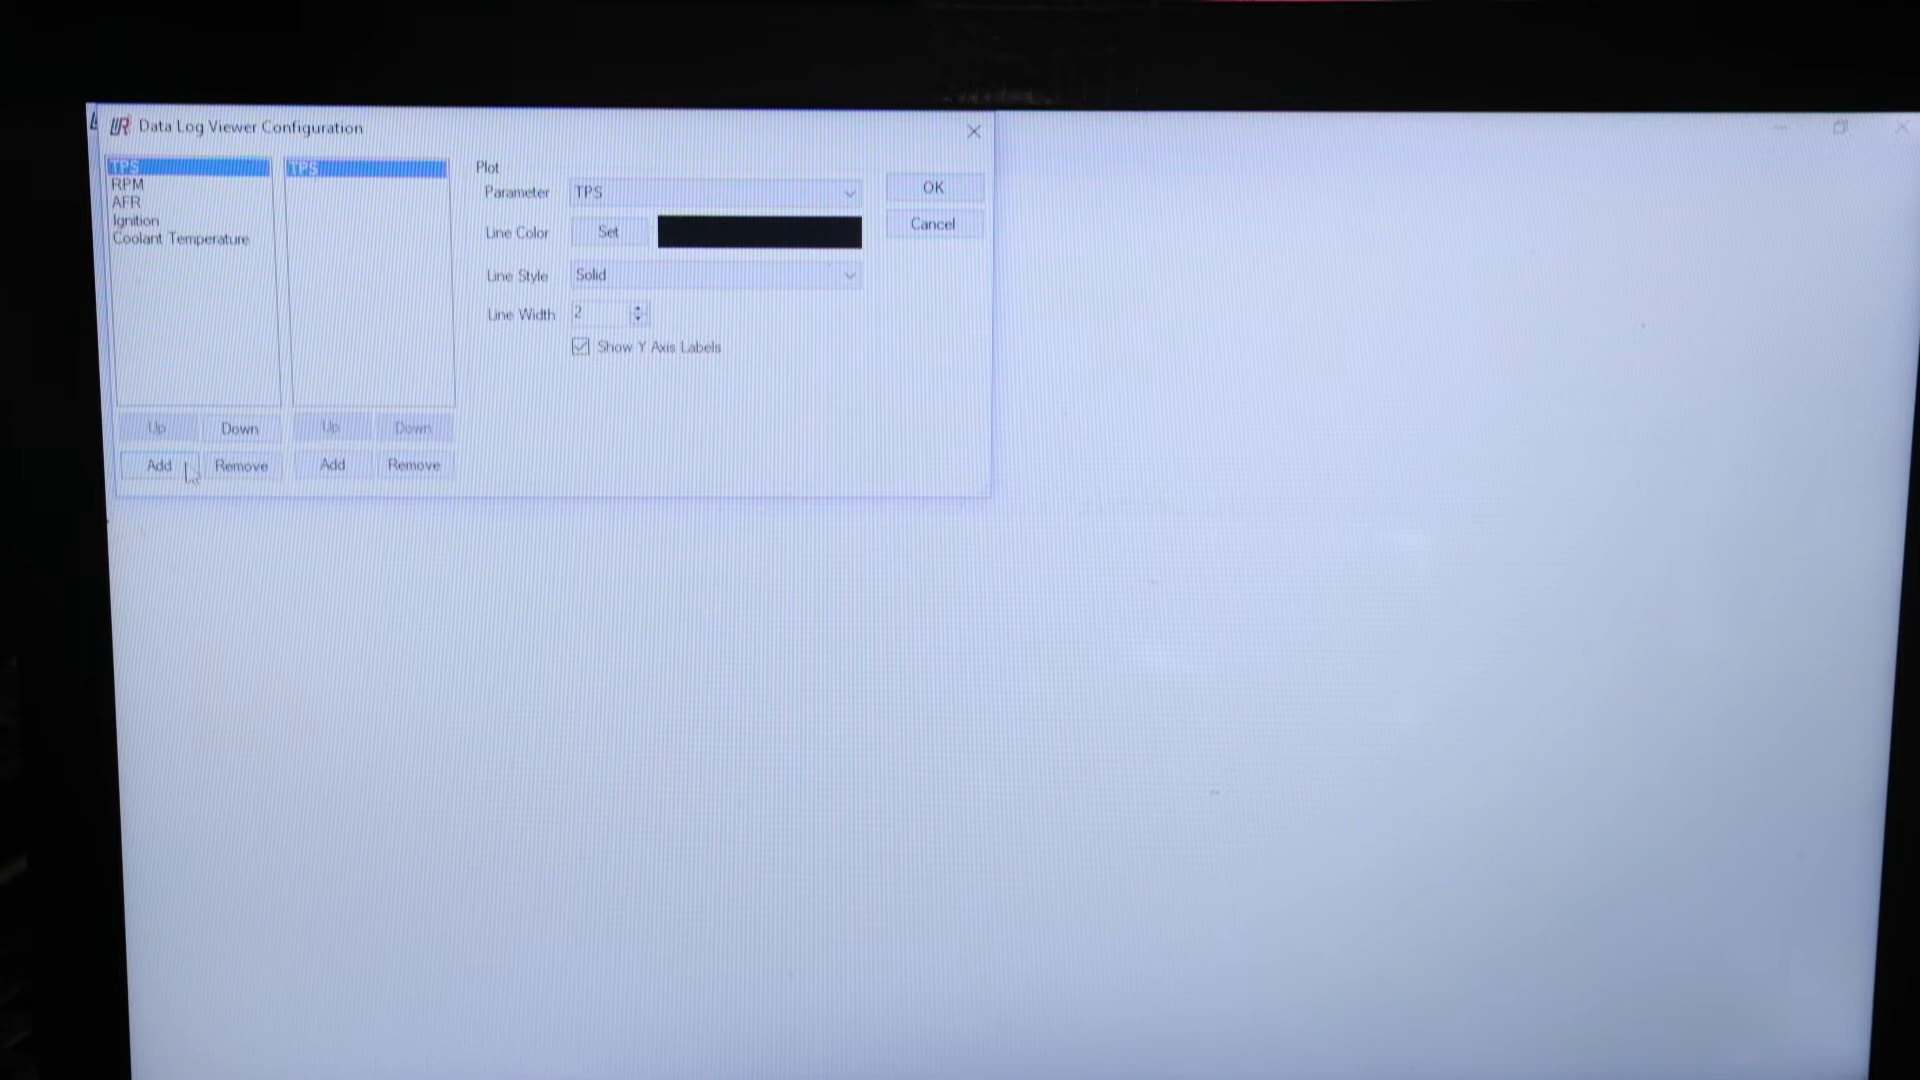 Data Log Viewer Configuration
TPS
RPM
AFR
Ignition
Coolant Temperature
Up
Down
Add
Remove
TPS
Up
Down
Add
Remove
Plot
Parameter
TPS
Line Color
Set
Line Style
Solid
Line Width
2
Show Y Axis Labels
OK
Cancel